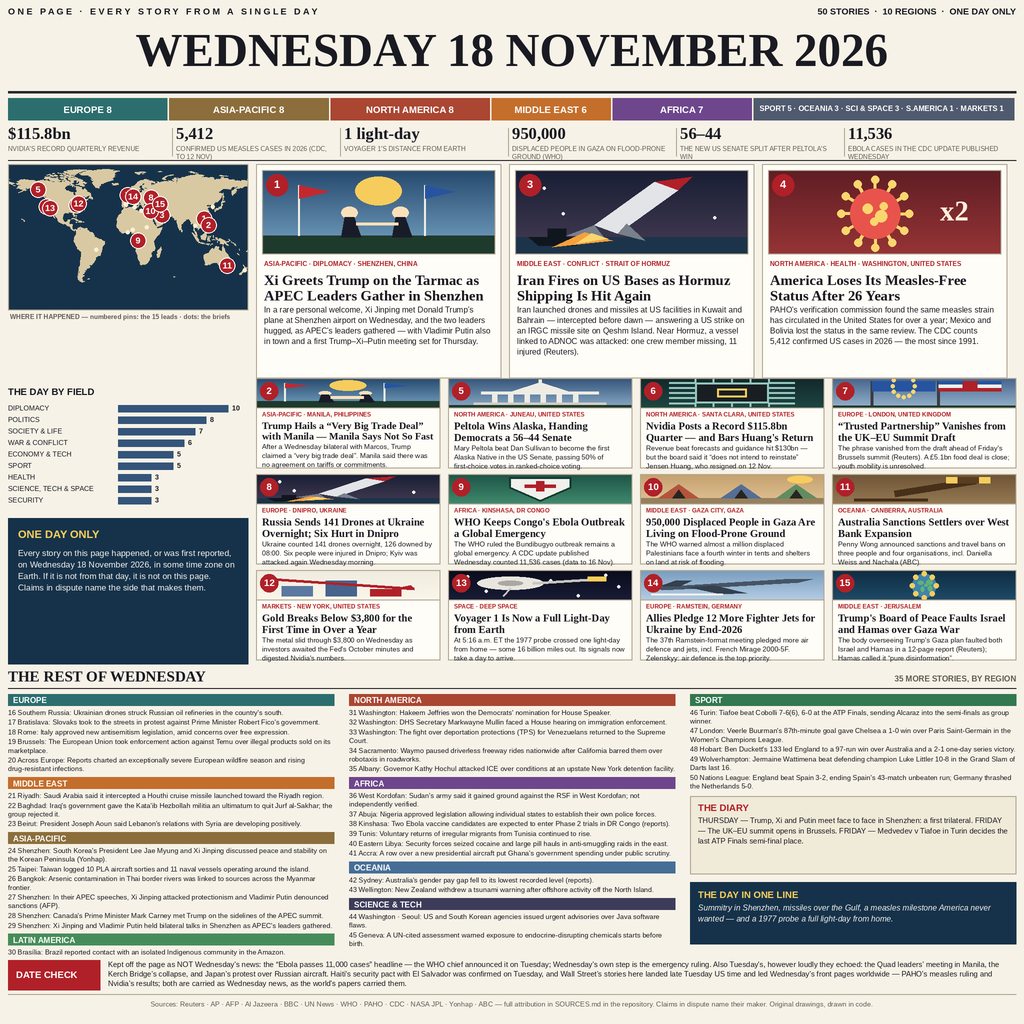 ONE PAGE · EVERY STORY FROM A SINGLE DAY
50 STORIES · 10 REGIONS · ONE DAY ONLY
WEDNESDAY 18 NOVEMBER 2026
EUROPE 8
ASIA-PACIFIC 8
NORTH AMERICA 8
MIDDLE EAST 6
AFRICA 7
SPORT 5 · OCEANIA 3 · SCI & SPACE 3 · S.AMERICA 1 · MARKETS 1
$115.8bn
NVIDIA'S RECORD QUARTERLY REVENUE
5,412
CONFIRMED US MEASLES CASES IN 2026 (CDC,
TO 12 NOV)
1 light-day
VOYAGER 1'S DISTANCE FROM EARTH
950,000
DISPLACED PEOPLE IN GAZA ON FLOOD-PRONE
GROUND (WHO)
56–44
THE NEW US SENATE SPLIT AFTER PELTOLA'S
WIN
11,536
EBOLA CASES IN THE CDC UPDATE PUBLISHED
WEDNESDAY
5
13
12
14
8
15
10
3
9
2
11
WHERE IT HAPPENED — numbered pins: the 15 leads · dots: the briefs
1
ASIA-PACIFIC · DIPLOMACY · SHENZHEN, CHINA
Xi Greets Trump on the Tarmac as
APEC Leaders Gather in Shenzhen
In a rare personal welcome, Xi Jinping met Donald Trump's
plane at Shenzhen airport on Wednesday, and the two leaders
hugged, as APEC's leaders gathered — with Vladimir Putin also
in town and a first Trump–Xi–Putin meeting set for Thursday.
3
MIDDLE EAST · CONFLICT · STRAIT OF HORMUZ
Iran Fires on US Bases as Hormuz
Shipping Is Hit Again
Iran launched drones and missiles at US facilities in Kuwait and
Bahrain — intercepted before dawn — answering a US strike on
an IRGC missile site on Qeshm Island. Near Hormuz, a vessel
linked to ADNOC was attacked: one crew member missing, 11
injured (Reuters).
4
x2
NORTH AMERICA · HEALTH · WASHINGTON, UNITED STATES
America Loses Its Measles-Free
Status After 26 Years
PAHO's verification commission found the same measles strain
has circulated in the United States for over a year; Mexico and
Bolivia lost the status in the same review. The CDC counts
5,412 confirmed US cases in 2026 — the most since 1991.
THE DAY BY FIELD
DIPLOMACY 10
POLITICS 8
SOCIETY & LIFE 7
WAR & CONFLICT 6
ECONOMY & TECH 5
SPORT 5
HEALTH 3
SCIENCE, TECH & SPACE 3
SECURITY 3
ONE DAY ONLY
Every story on this page happened, or was first reported,
on Wednesday 18 November 2026, in some time zone on
Earth. If it is not from that day, it is not on this page.
Claims in dispute name the side that makes them.
2
ASIA-PACIFIC · MANILA, PHILIPPINES
Trump Hails a “Very Big Trade Deal”
with Manila — Manila Says Not So Fast
After a Wednesday bilateral with Marcos, Trump
claimed a “very big trade deal”. Manila said there was
no agreement on tariffs or commitments.
5
NORTH AMERICA · JUNEAU, UNITED STATES
Peltola Wins Alaska, Handing
Democrats a 56–44 Senate
Mary Peltola beat Dan Sullivan to become the first
Alaska Native in the US Senate, passing 50% of
first-choice votes in ranked-choice voting.
6
NORTH AMERICA · SANTA CLARA, UNITED STATES
Nvidia Posts a Record $115.8bn
Quarter — and Bars Huang's Return
Revenue beat forecasts and guidance hit $130bn —
but the board said it “does not intend to reinstate”
Jensen Huang, who resigned on 12 Nov.
7
EUROPE · LONDON, UNITED KINGDOM
“Trusted Partnership” Vanishes from
the UK–EU Summit Draft
The phrase vanished from the draft ahead of Friday's
Brussels summit (Reuters). A £5.1bn food deal is close;
youth mobility is unresolved.
8
EUROPE · DNIPRO, UKRAINE
Russia Sends 141 Drones at Ukraine
Overnight; Six Hurt in Dnipro
Ukraine counted 141 drones overnight, 126 downed by
08:00. Six people were injured in Dnipro; Kyiv was
attacked again Wednesday morning.
9
AFRICA · KINSHASA, DR CONGO
WHO Keeps Congo's Ebola Outbreak
a Global Emergency
The WHO ruled the Bundibugyo outbreak remains a
global emergency. A CDC update published
Wednesday counted 11,536 cases (data to 16 Nov).
10
MIDDLE EAST · GAZA CITY, GAZA
950,000 Displaced People in Gaza Are
Living on Flood-Prone Ground
The WHO warned almost a million displaced
Palestinians face a fourth winter in tents and shelters
on land at risk of flooding.
11
OCEANIA · CANBERRA, AUSTRALIA
Australia Sanctions Settlers over West
Bank Expansion
Penny Wong announced sanctions and travel bans on
three people and four organisations, incl. Daniella
Weiss and Nachala (ABC).
12
MARKETS · NEW YORK, UNITED STATES
Gold Breaks Below $3,800 for the
First Time in Over a Year
The metal slid through $3,800 on Wednesday as
investors awaited the Fed's October minutes and
digested Nvidia's numbers.
13
SPACE · DEEP SPACE
Voyager 1 Is Now a Full Light-Day
from Earth
At 5:16 a.m. ET the 1977 probe crossed one light-day
from home — some 16 billion miles out. Its signals now
take a day to arrive.
14
EUROPE · RAMSTEIN, GERMANY
Allies Pledge 12 More Fighter Jets for
Ukraine by End-2026
The 37th Ramstein-format meeting pledged more air
defence and jets, incl. French Mirage 2000-5F.
Zelenskyy: air defence is the top priority.
15
MIDDLE EAST · JERUSALEM
Trump's Board of Peace Faults Israel
and Hamas over Gaza War
The body overseeing Trump's Gaza plan faulted both
Israel and Hamas in a 12-page report (Reuters);
Hamas called it “pure disinformation”.
THE REST OF WEDNESDAY
35 MORE STORIES, BY REGION
EUROPE
16 Southern Russia: Ukrainian drones struck Russian oil refineries in the country's south.
17 Bratislava: Slovaks took to the streets in protest against Prime Minister Robert Fico's government.
18 Rome: Italy approved new antisemitism legislation, amid concerns over free expression.
19 Brussels: The European Union took enforcement action against Temu over illegal products sold on its
marketplace.
20 Across Europe: Reports charted an exceptionally severe European wildfire season and rising
drug-resistant infections.
MIDDLE EAST
21 Riyadh: Saudi Arabia said it intercepted a Houthi cruise missile launched toward the Riyadh region.
22 Baghdad: Iraq's government gave the Kata'ib Hezbollah militia an ultimatum to quit Jurf al-Sakhar; the
group rejected it.
23 Beirut: President Joseph Aoun said Lebanon's relations with Syria are developing positively.
ASIA-PACIFIC
24 Shenzhen: South Korea's President Lee Jae Myung and Xi Jinping discussed peace and stability on
the Korean Peninsula (Yonhap).
25 Taipei: Taiwan logged 10 PLA aircraft sorties and 11 naval vessels operating around the island.
26 Bangkok: Arsenic contamination in Thai border rivers was linked to sources across the Myanmar
frontier.
27 Shenzhen: In their APEC speeches, Xi Jinping attacked protectionism and Vladimir Putin denounced
sanctions (AFP).
28 Shenzhen: Canada's Prime Minister Mark Carney met Trump on the sidelines of the APEC summit.
29 Shenzhen: Xi Jinping and Vladimir Putin held bilateral talks in Shenzhen as APEC's leaders gathered.
LATIN AMERICA
30 Brasília: Brazil reported contact with an isolated Indigenous community in the Amazon.
NORTH AMERICA
31 Washington: Hakeem Jeffries won the Democrats' nomination for House Speaker.
32 Washington: DHS Secretary Markwayne Mullin faced a House hearing on immigration enforcement.
33 Washington: The fight over deportation protections (TPS) for Venezuelans returned to the Supreme
Court.
34 Sacramento: Waymo paused driverless freeway rides nationwide after California barred them over
robotaxis in roadworks.
35 Albany: Governor Kathy Hochul attacked ICE over conditions at an upstate New York detention facility.
AFRICA
36 West Kordofan: Sudan's army said it gained ground against the RSF in West Kordofan; not
independently verified.
37 Abuja: Nigeria approved legislation allowing individual states to establish their own police forces.
38 Kinshasa: Two Ebola vaccine candidates are expected to enter Phase 2 trials in DR Congo (reports).
39 Tunis: Voluntary returns of irregular migrants from Tunisia continued to rise.
40 Eastern Libya: Security forces seized cocaine and large pill hauls in anti-smuggling raids in the east.
41 Accra: A row over a new presidential aircraft put Ghana's government spending under public scrutiny.
OCEANIA
42 Sydney: Australia's gender pay gap fell to its lowest recorded level (reports).
43 Wellington: New Zealand withdrew a tsunami warning after offshore activity off the North Island.
SCIENCE & TECH
44 Washington · Seoul: US and South Korean agencies issued urgent advisories over Java software
flaws.
45 Geneva: A UN-cited assessment warned exposure to endocrine-disrupting chemicals starts before
birth.
SPORT
46 Turin: Tiafoe beat Cobolli 7-6(6), 6-0 at the ATP Finals, sending Alcaraz into the semi-finals as group
winner.
47 London: Veerle Buurman's 87th-minute goal gave Chelsea a 1-0 win over Paris Saint-Germain in the
Women's Champions League.
48 Hobart: Ben Duckett's 133 led England to a 97-run win over Australia and a 2-1 one-day series victory.
49 Wolverhampton: Jermaine Wattimena beat defending champion Luke Littler 10-8 in the Grand Slam of
Darts last 16.
50 Nations League: England beat Spain 3-2, ending Spain's 43-match unbeaten run; Germany thrashed
the Netherlands 5-0.
THE DIARY
THURSDAY — Trump, Xi and Putin meet face to face in Shenzhen: a first trilateral. FRIDAY
— The UK–EU summit opens in Brussels. FRIDAY — Medvedev v Tiafoe in Turin decides the
last ATP Finals semi-final place.
THE DAY IN ONE LINE
Summitry in Shenzhen, missiles over the Gulf, a measles milestone America never
wanted — and a 1977 probe a full light-day from home.
DATE CHECK
Kept off the page as NOT Wednesday's news: the “Ebola passes 11,000 cases” headline — the WHO chief announced it on Tuesday; Wednesday's own step is the emergency ruling. Also Tuesday's, however loudly they echoed: the Quad leaders' meeting in Manila, the
Kerch Bridge's collapse, and Japan's protest over Russian aircraft. Haiti's security pact with El Salvador was confirmed on Tuesday, and Wall Street's stories here landed late Tuesday US time and led Wednesday's front pages worldwide — PAHO's measles ruling and
Nvidia's results; both are carried as Wednesday news, as the world's papers carried them.
Sources: Reuters · AP · AFP · Al Jazeera · BBC · UN News · WHO · PAHO · CDC · NASA JPL · Yonhap · ABC — full attribution in SOURCES.md in the repository. Claims in dispute name their maker. Original drawings, drawn in code.